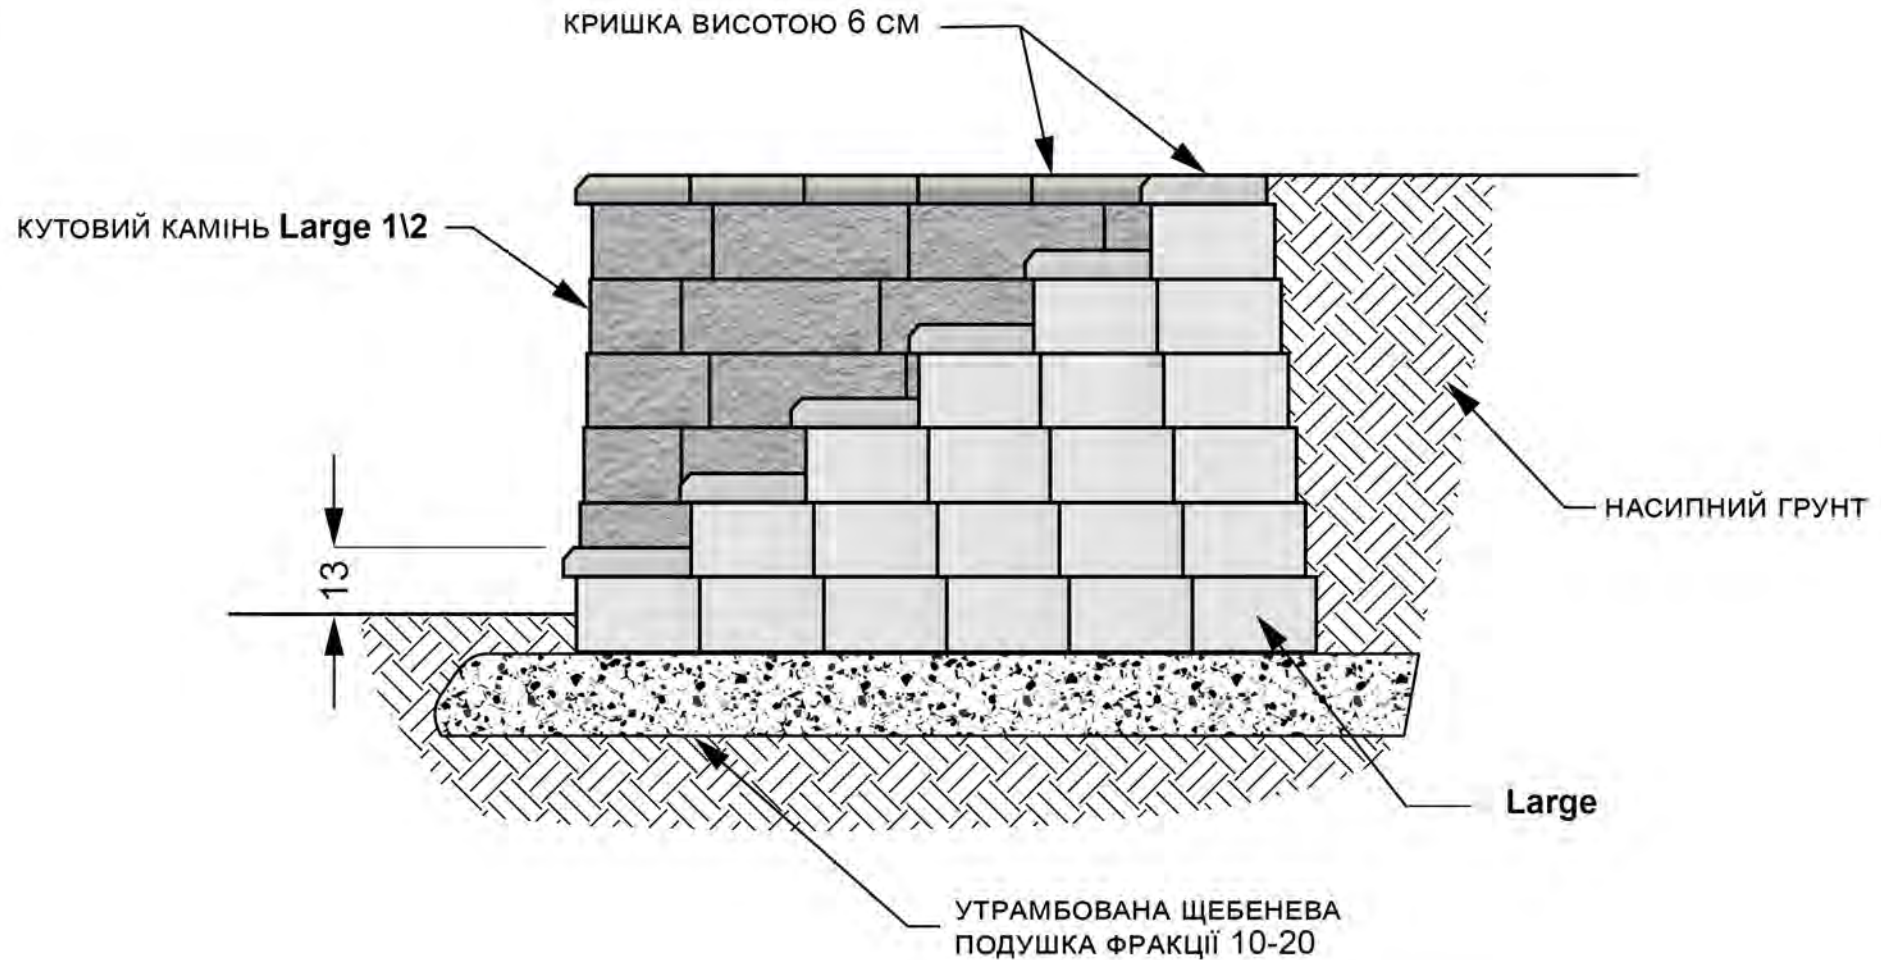 КРИШКА ВИСОТОЮ 6 СМ
КУТОВИЙ КАМІНЬ Large 1\2
НАСИПНИЙ ГРУНТ
13
Large
УТРАМБОВАНА ЩЕБЕНЕВА
ПОДУШКА ФРАКЦІЇ 10-20